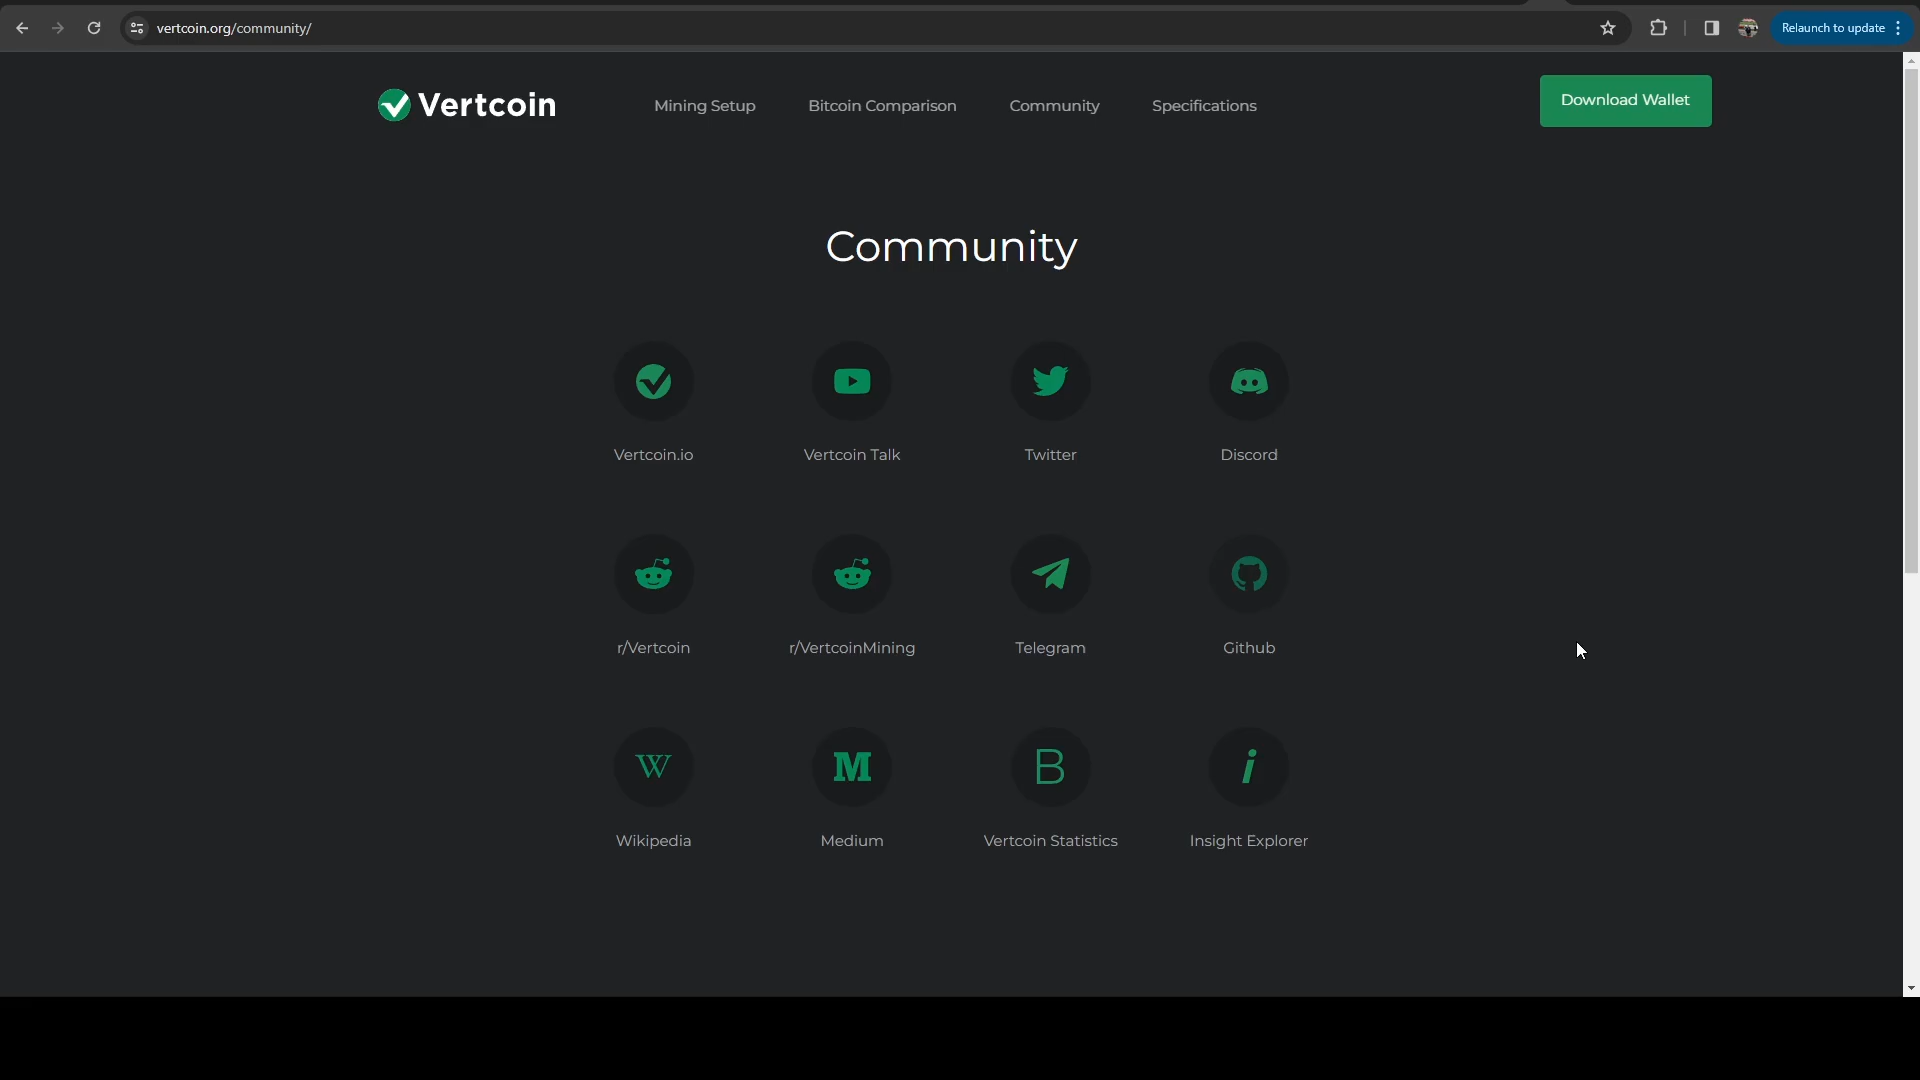 vertcoin.org/community/
Relaunch to update
Vertcoin
Mining Setup
Bitcoin Comparison
Community
Specifications
Download Wallet
Community
Vertcoin.io
Vertcoin Talk
Twitter
Discord
r/Vertcoin
r/VertcoinMining
Telegram
Github
W
M
B
i
Wikipedia
Medium
Vertcoin Statistics
Insight Explorer